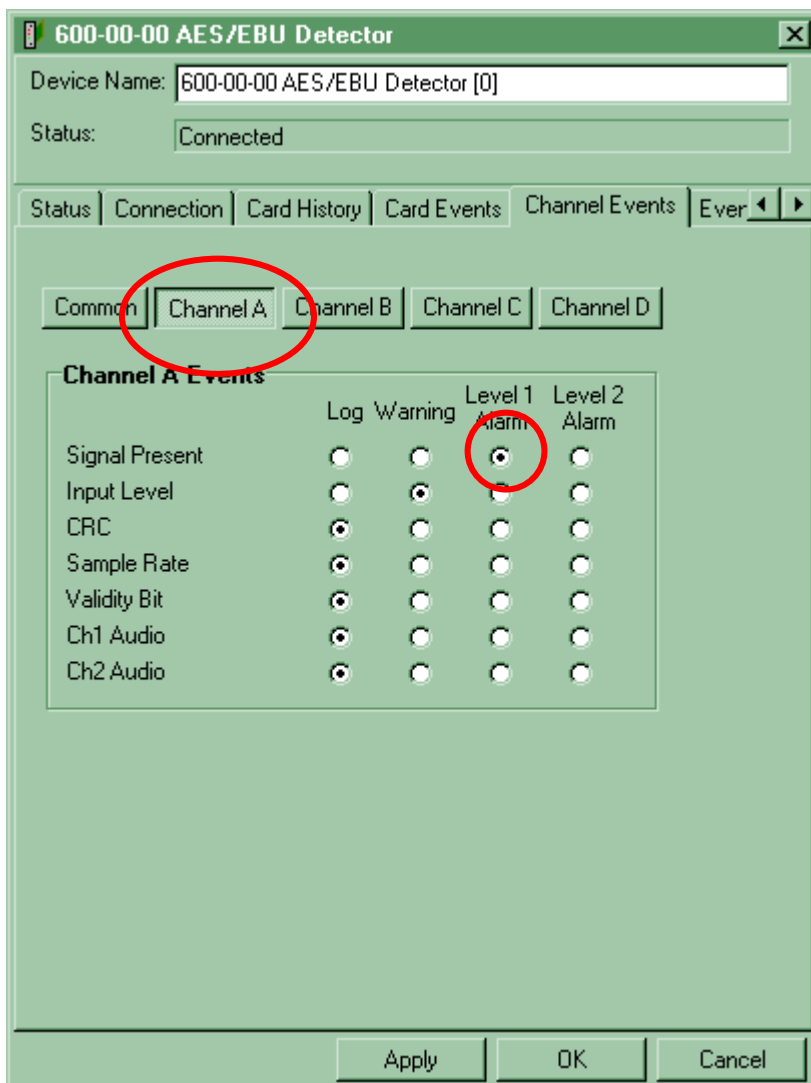 600-00-00 AES/EBU Detector
Device Name: 600-00-00 AES/EBU Detector [0]
Status: Connected
Status Connection Card History Card Events Channel Events Even
Common Channel A Channel B Channel C Channel D
Channel A Events
Log Warning Level 1 Alarm Level 2 Alarm
Signal Present
Input Level
CRC
Sample Rate
Validity Bit
Ch1 Audio
Ch2 Audio
Apply OK Cancel